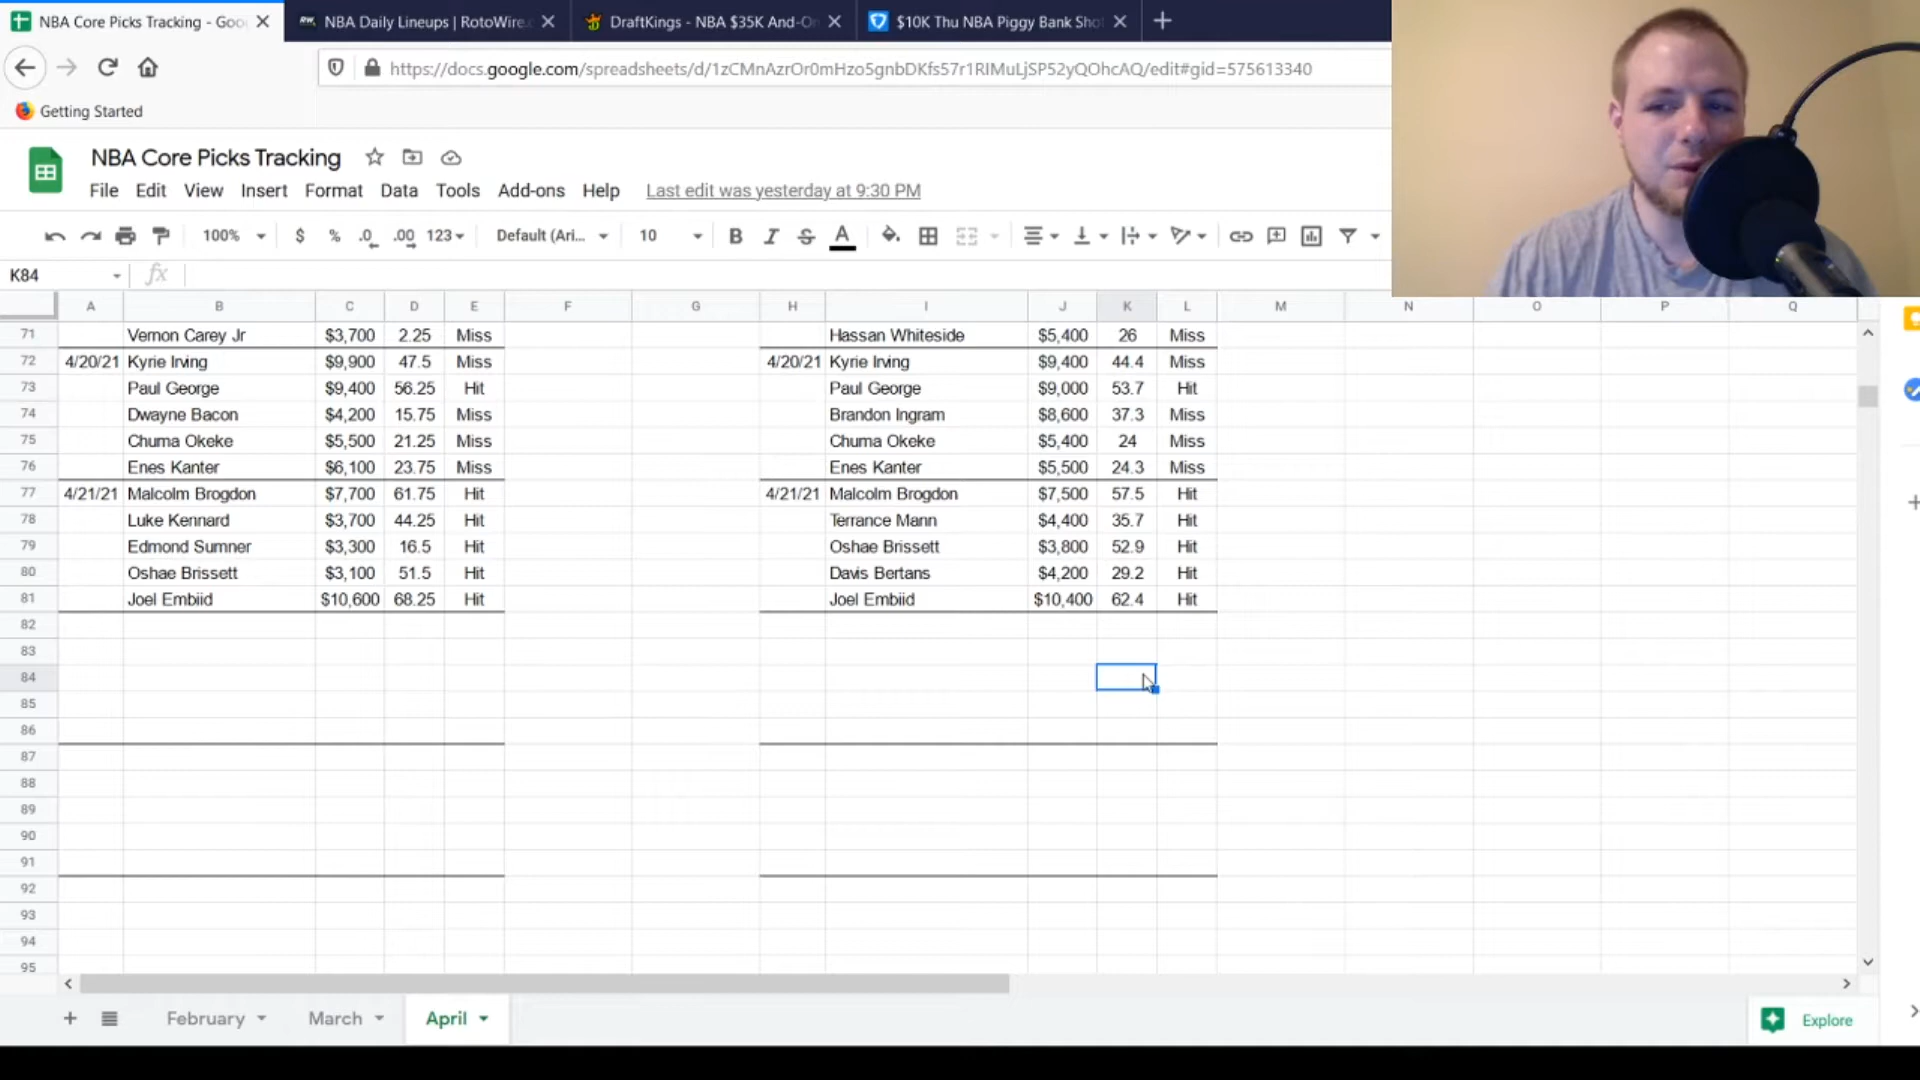 NBA Core Picks Tracking - Goo
NBA Daily Lineups | RotoWire.c
DraftKings - NBA $35K And-On
$10K Thu NBA Piggy Bank Shot
https://docs.google.com/spreadsheets/d/1zCMnAzrOr0mHzo5gnbDKfs57r1RIMuLjSP52yQOhcAQ/edit#gid=575613340
Getting Started
NBA Core Picks Tracking
File Edit View Insert Format Data Tools Add-ons Help Last edit was yesterday at 9:30 PM
100% $ % .0 .00 123 Default (Ari... 10 B I S A
K84 fx
A B C D E F G H I J K L M N O P Q
71 Vernon Carey Jr $3,700 2.25 Miss Hassan Whiteside $5,400 26 Miss
72 4/20/21 Kyrie Irving $9,900 47.5 Miss 4/20/21 Kyrie Irving $9,400 44.4 Miss
73 Paul George $9,400 56.25 Hit Paul George $9,000 53.7 Hit
74 Dwayne Bacon $4,200 15.75 Miss Brandon Ingram $8,600 37.3 Miss
75 Chuma Okeke $5,500 21.25 Miss Chuma Okeke $5,400 24 Miss
76 Enes Kanter $6,100 23.75 Miss Enes Kanter $5,500 24.3 Miss
77 4/21/21 Malcolm Brogdon $7,700 61.75 Hit 4/21/21 Malcolm Brogdon $7,500 57.5 Hit
78 Luke Kennard $3,700 44.25 Hit Terrance Mann $4,400 35.7 Hit
79 Edmond Sumner $3,300 16.5 Hit Oshae Brissett $3,800 52.9 Hit
80 Oshae Brissett $3,100 51.5 Hit Davis Bertans $4,200 29.2 Hit
81 Joel Embiid $10,600 68.25 Hit Joel Embiid $10,400 62.4 Hit
82
83
84
85
86
87
88
89
90
91
92
93
94
95
February March April Explore